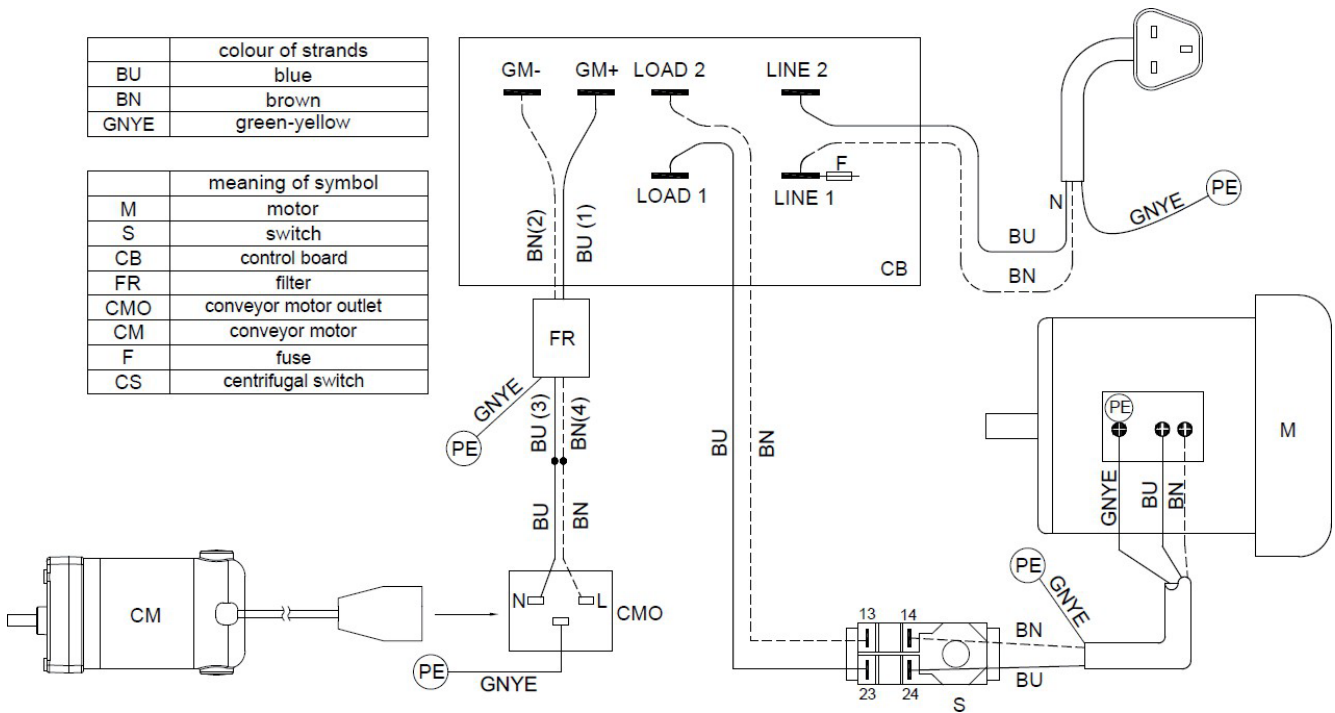 colour of strands
BU blue
BN brown
GNYE green-yellow
meaning of symbol
M motor
S switch
CB control board
FR filter
CMO conveyor motor outlet
CM conveyor motor
F fuse
CS centrifugal switch
GM- GM+ LOAD 2 LINE 2
F
LOAD 1 LINE 1
BN(2)
BU (1)
CB
N
GNYE
PE
BU
BN
FR
GNYE
PE
BU (3)
BN(4)
BU
BN
BU
BN
PE
M
GNYE
BU
BN
CM
N L
CMO
PE
GNYE
PE
GNYE
13 14
BN
23 24
BU
S